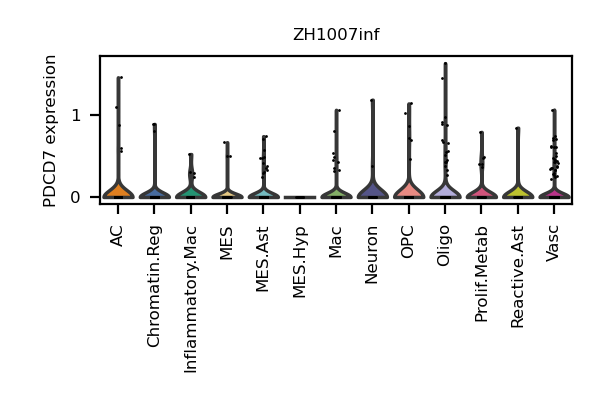 ZH1007inf
PDCD7 expression
1
0
AC
Chromatin.Reg
Inflammatory.Mac
MES
MES.Ast
MES.Hyp
Mac
Neuron
OPC
Oligo
Prolif.Metab
Reactive.Ast
Vasc